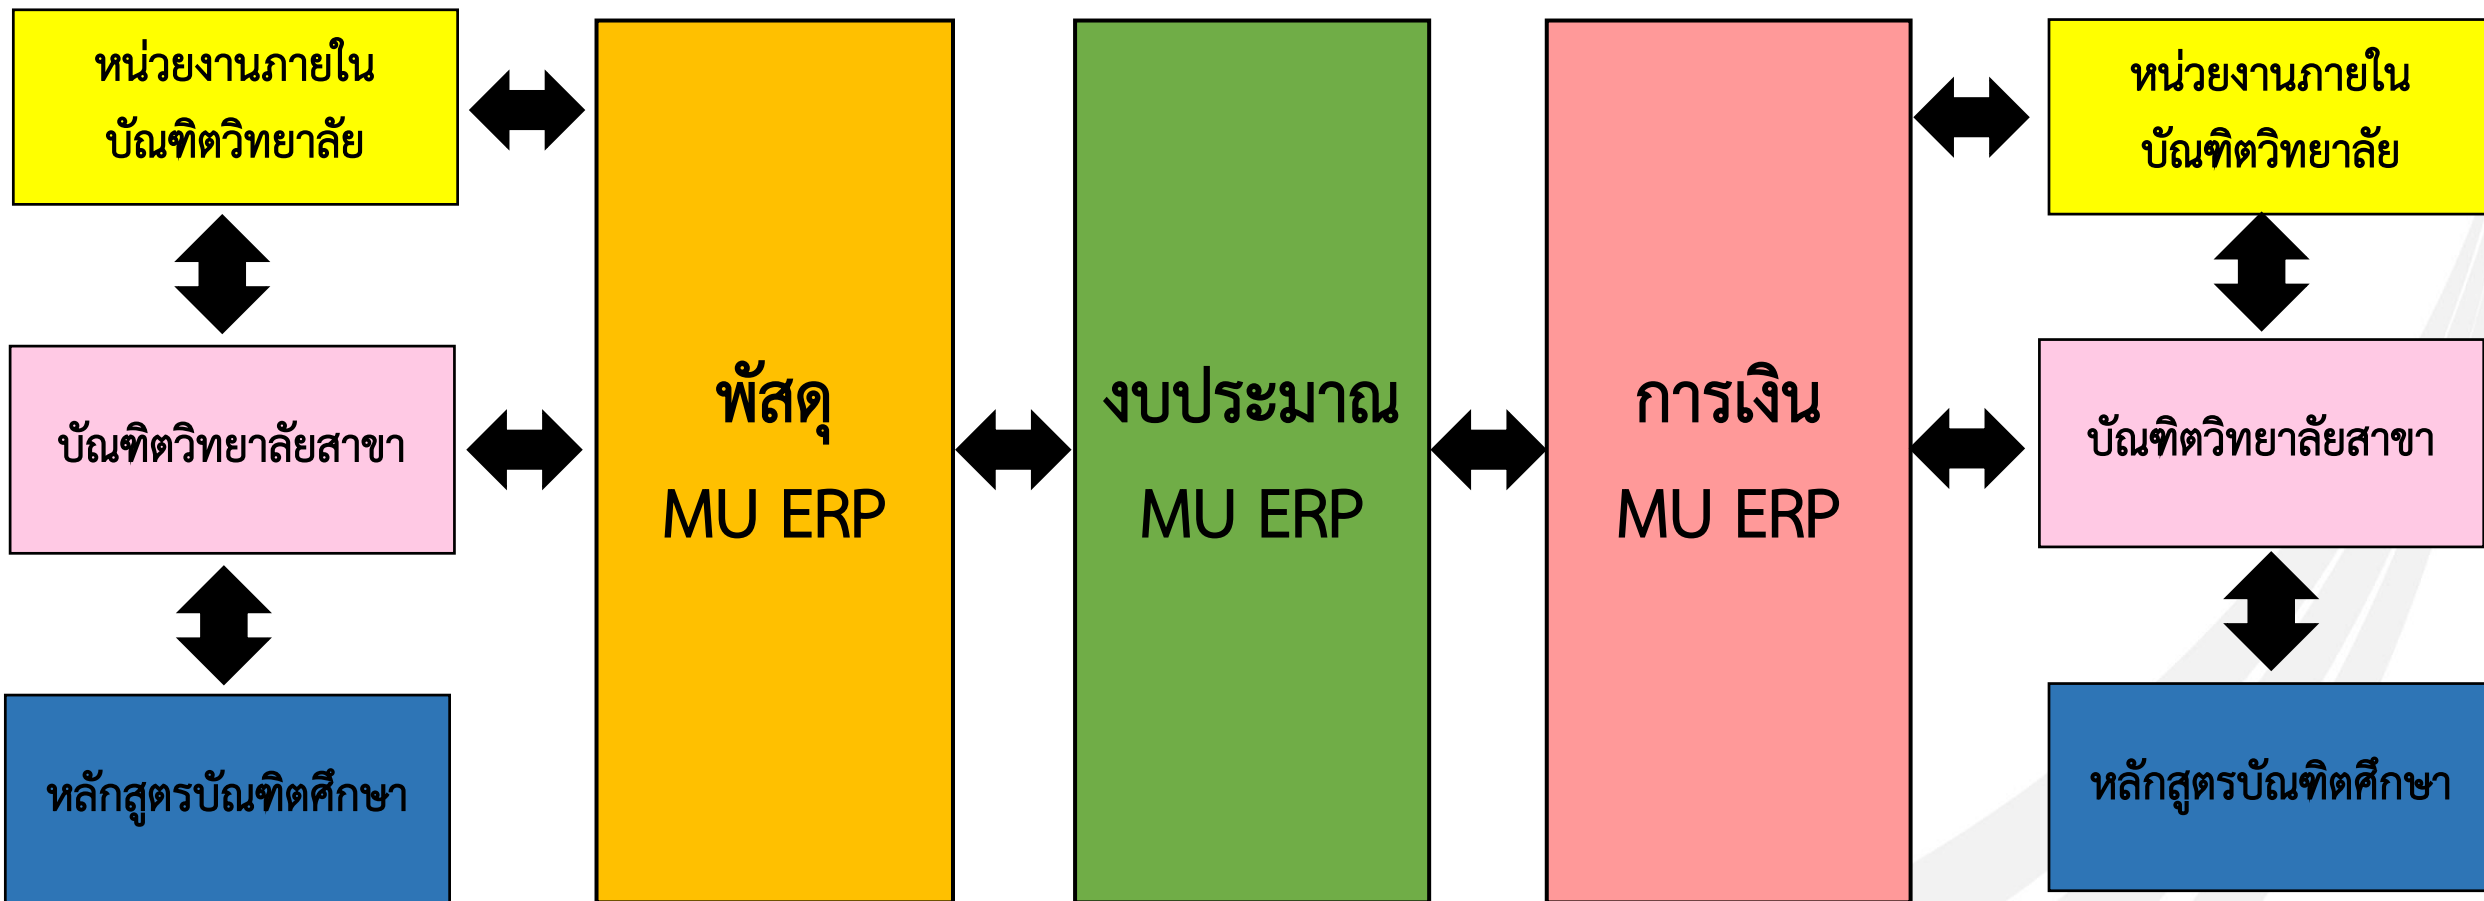 หน่วยงานภายใน
บัณฑิตวิทยาลัย
บัณฑิตวิทยาลัยสาขา
หลักสูตรบัณฑิตศึกษา
พัสดุ
MU ERP
งบประมาณ
MU ERP
การเงิน
MU ERP
หน่วยงานภายใน
บัณฑิตวิทยาลัย
บัณฑิตวิทยาลัยสาขา
หลักสูตรบัณฑิตศึกษา